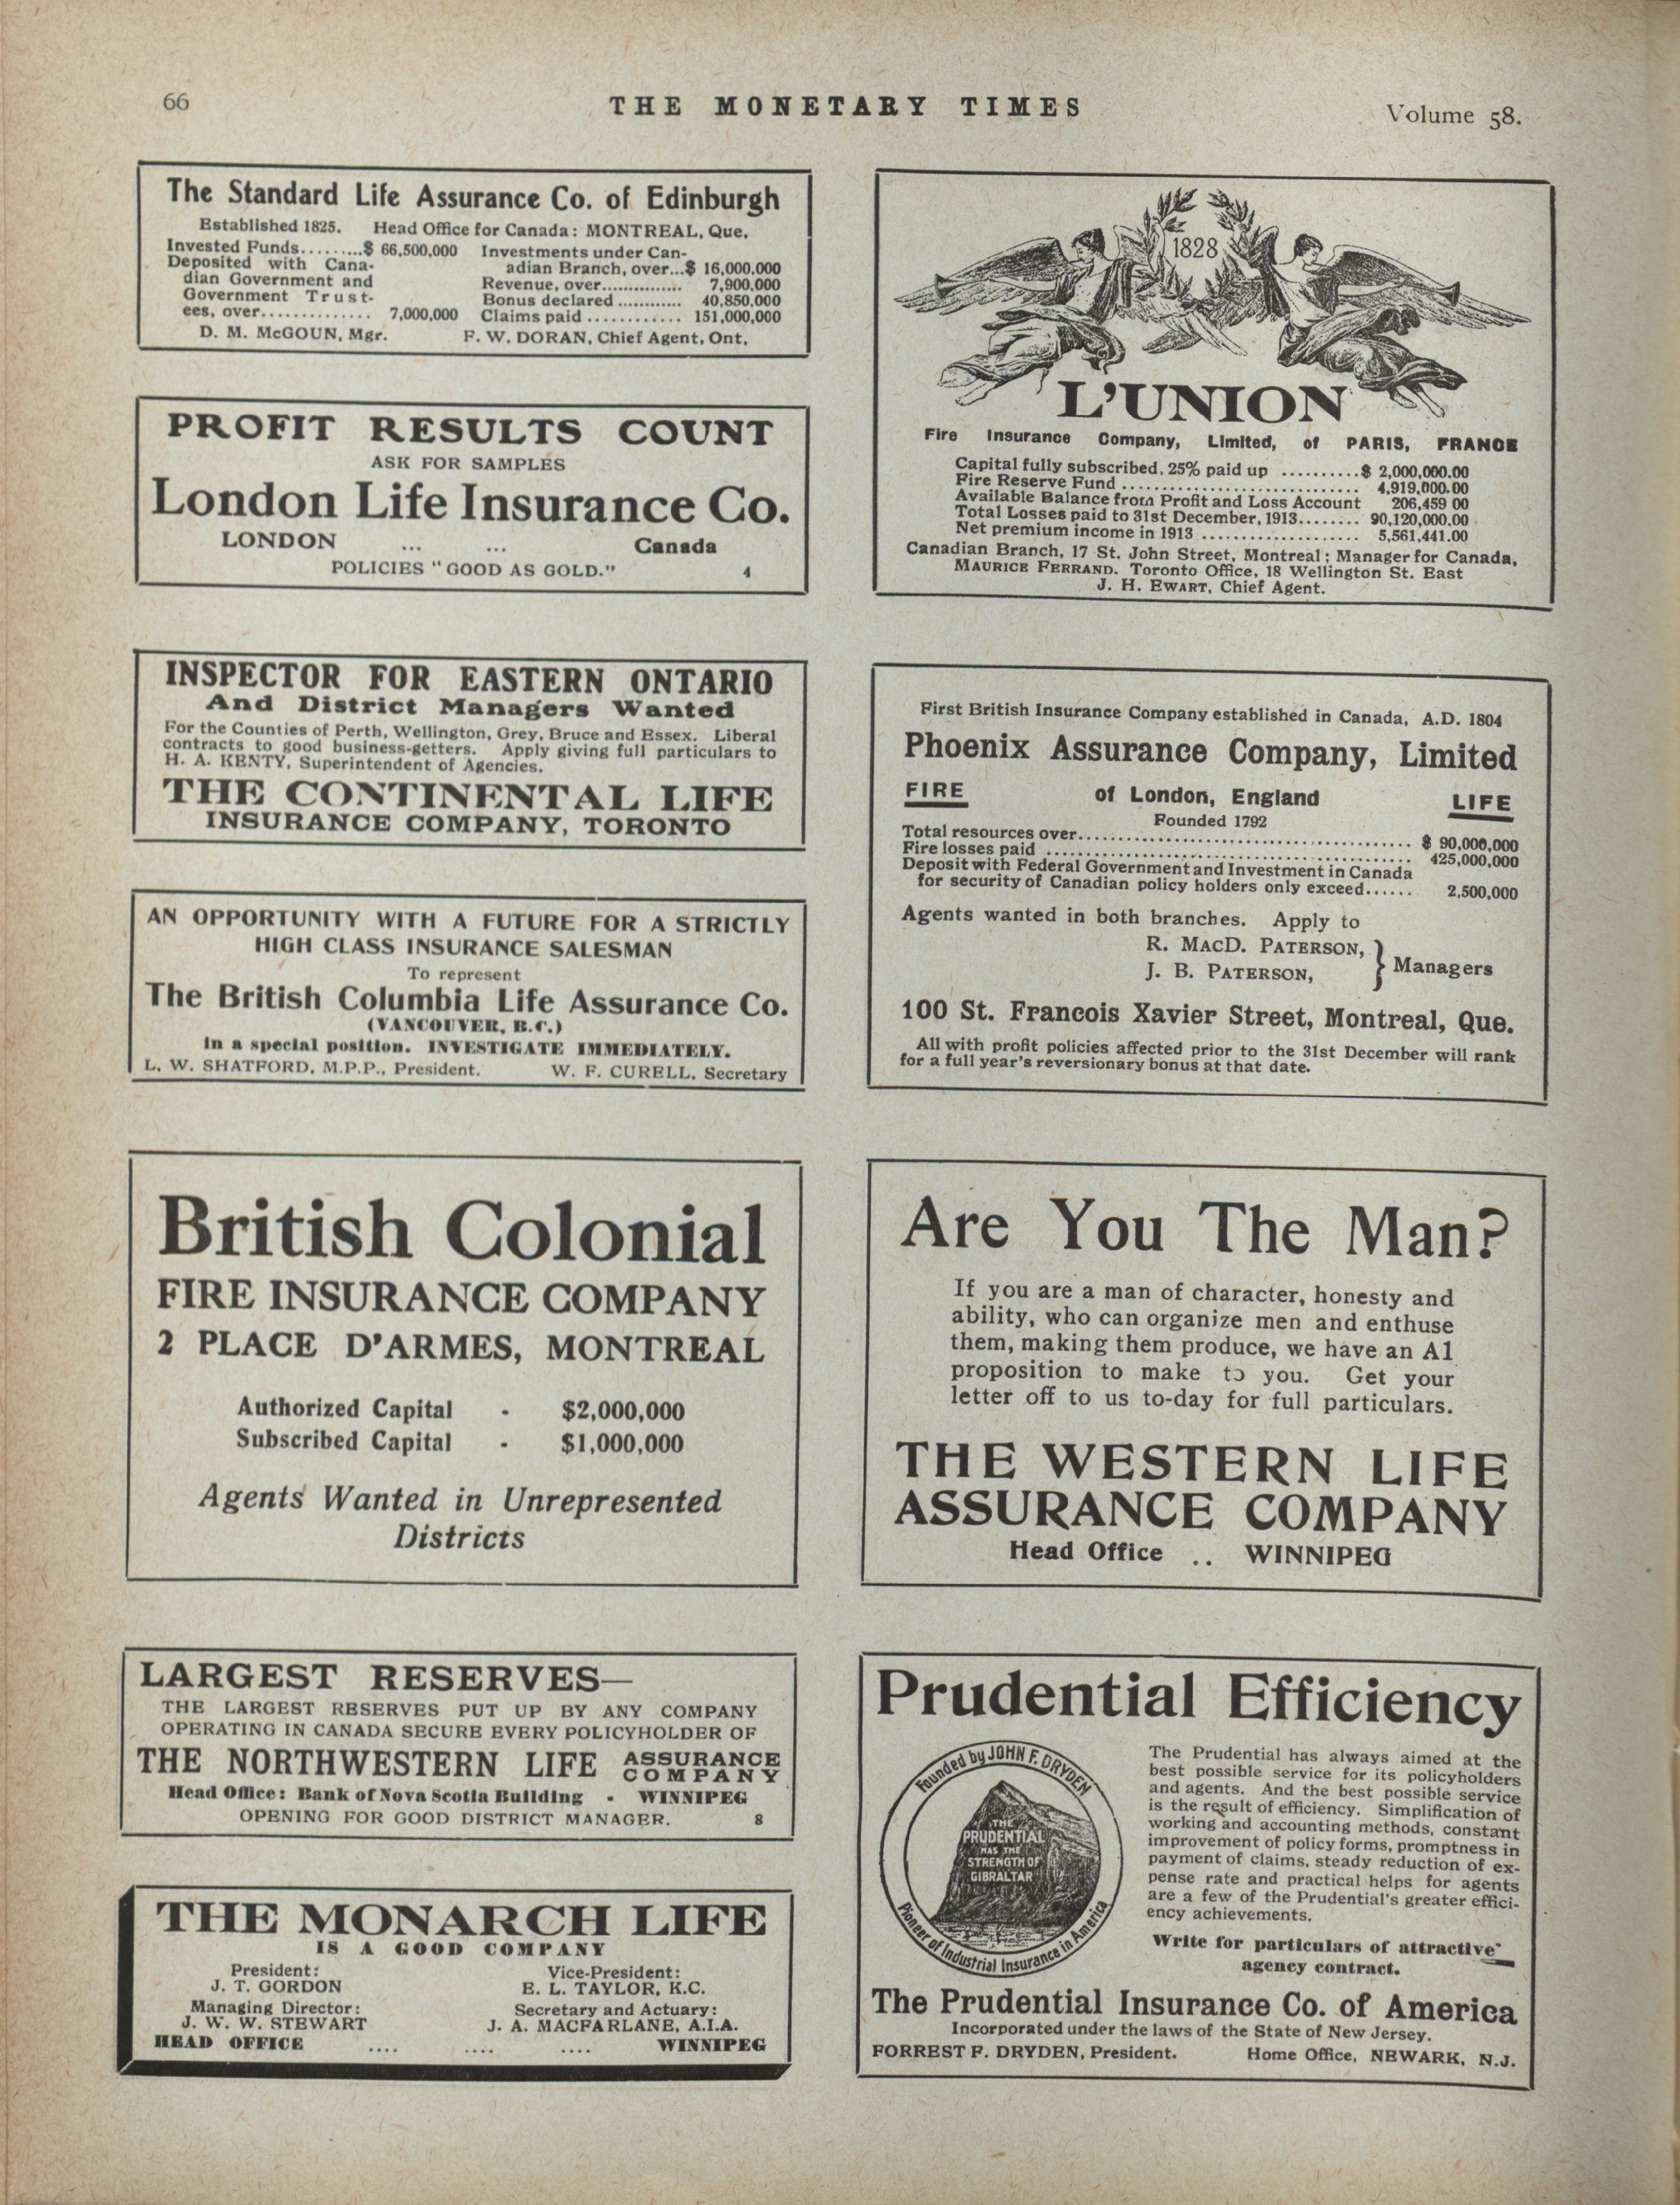 66
THE MONETARY TIMES
Volume 58.
The Standard Life Assurance Co. of Edinburgh
Established 1825. Head Office for Canada: MONTREAL, Que.
Invested Funds.........$ 66,500,000
Deposited with Cana-
dian Government and
Government Trust-
ees, over.............. 7,000,000
Investments under Can-
adian Branch, over...$ 16,000,000
Revenue, over............... 7,900,000
Bonus declared ............ 40,850,000
Claims paid ............ 151,000,000
D. M. McGOUN, Mgr. F. W. DORAN, Chief Agent, Ont.
PROFIT RESULTS COUNT
ASK FOR SAMPLES
London Life Insurance Co.
LONDON ... ... Canada
POLICIES "GOOD AS GOLD." 4
INSPECTOR FOR EASTERN ONTARIO
And District Managers Wanted
For the Counties of Perth, Wellington, Grey, Bruce and Essex. Liberal
contracts to good business-getters. Apply giving full particulars to
H. A. KENTY, Superintendent of Agencies.
THE CONTINENTAL LIFE
INSURANCE COMPANY, TORONTO
AN OPPORTUNITY WITH A FUTURE FOR A STRICTLY
HIGH CLASS INSURANCE SALESMAN
To represent
The British Columbia Life Assurance Co.
(VANCOUVER, B.C.)
In a special position. INVESTIGATE IMMEDIATELY.
L. W. SHATFORD, M.P.P., President. W. F. CURELL, Secretary
British Colonial
FIRE INSURANCE COMPANY
2 PLACE D'ARMES, MONTREAL
Authorized Capital - $2,000,000
Subscribed Capital - $1,000,000
Agents Wanted in Unrepresented
Districts
LARGEST RESERVES—
THE LARGEST RESERVES PUT UP BY ANY COMPANY
OPERATING IN CANADA SECURE EVERY POLICYHOLDER OF
THE NORTHWESTERN LIFE ASSURANCE COMPANY
Head Office: Bank of Nova Scotia Building - WINNIPEG
OPENING FOR GOOD DISTRICT MANAGER. 8
THE MONARCH LIFE
IS A GOOD COMPANY
President: Vice-President:
J. T. GORDON E. L. TAYLOR, K.C.
Managing Director: Secretary and Actuary:
J. W. W. STEWART J. A. MACFARLANE, A.I.A.
HEAD OFFICE .... .... .... WINNIPEG
1828
L'UNION
Fire Insurance Company, Limited, of PARIS, FRANCE
Capital fully subscribed, 25% paid up ..........$ 2,000,000.00
Fire Reserve Fund .............................. 4,919,000.00
Available Balance from Profit and Loss Account 206,459 00
Total Losses paid to 31st December, 1913........ 90,120,000.00
Net premium income in 1913 .................... 5,561,441.00
Canadian Branch, 17 St. John Street, Montreal; Manager for Canada,
MAURICE FERRAND. Toronto Office, 18 Wellington St. East
J. H. EWART, Chief Agent.
First British Insurance Company established in Canada, A.D. 1804
Phoenix Assurance Company, Limited
FIRE of London, England LIFE
Founded 1792
Total resources over.......................................... $ 90,000,000
Fire losses paid .............................................. 425,000,000
Deposit with Federal Government and Investment in Canada
for security of Canadian policy holders only exceed...... 2,500,000
Agents wanted in both branches. Apply to
R. MACD. PATERSON,
J. B. PATERSON, } Managers
100 St. Francois Xavier Street, Montreal, Que.
All with profit policies affected prior to the 31st December will rank
for a full year's reversionary bonus at that date.
Are You The Man?
If you are a man of character, honesty and
ability, who can organize men and enthuse
them, making them produce, we have an A1
proposition to make to you. Get your
letter off to us to-day for full particulars.
THE WESTERN LIFE
ASSURANCE COMPANY
Head Office .. WINNIPEG
Prudential Efficiency
Founded by JOHN F. DRYDEN
THE
PRUDENTIAL
HAS THE
STRENGTH OF
GIBRALTAR
Pioneer of Industrial Insurance in America
The Prudential has always aimed at the
best possible service for its policyholders
and agents. And the best possible service
is the result of efficiency. Simplification of
working and accounting methods, constant
improvement of policy forms, promptness in
payment of claims, steady reduction of ex-
pense rate and practical helps for agents
are a few of the Prudential's greater effici-
ency achievements.
Write for particulars of attractive
agency contract.
The Prudential Insurance Co. of America
Incorporated under the laws of the State of New Jersey.
FORREST F. DRYDEN, President. Home Office, NEWARK, N.J.